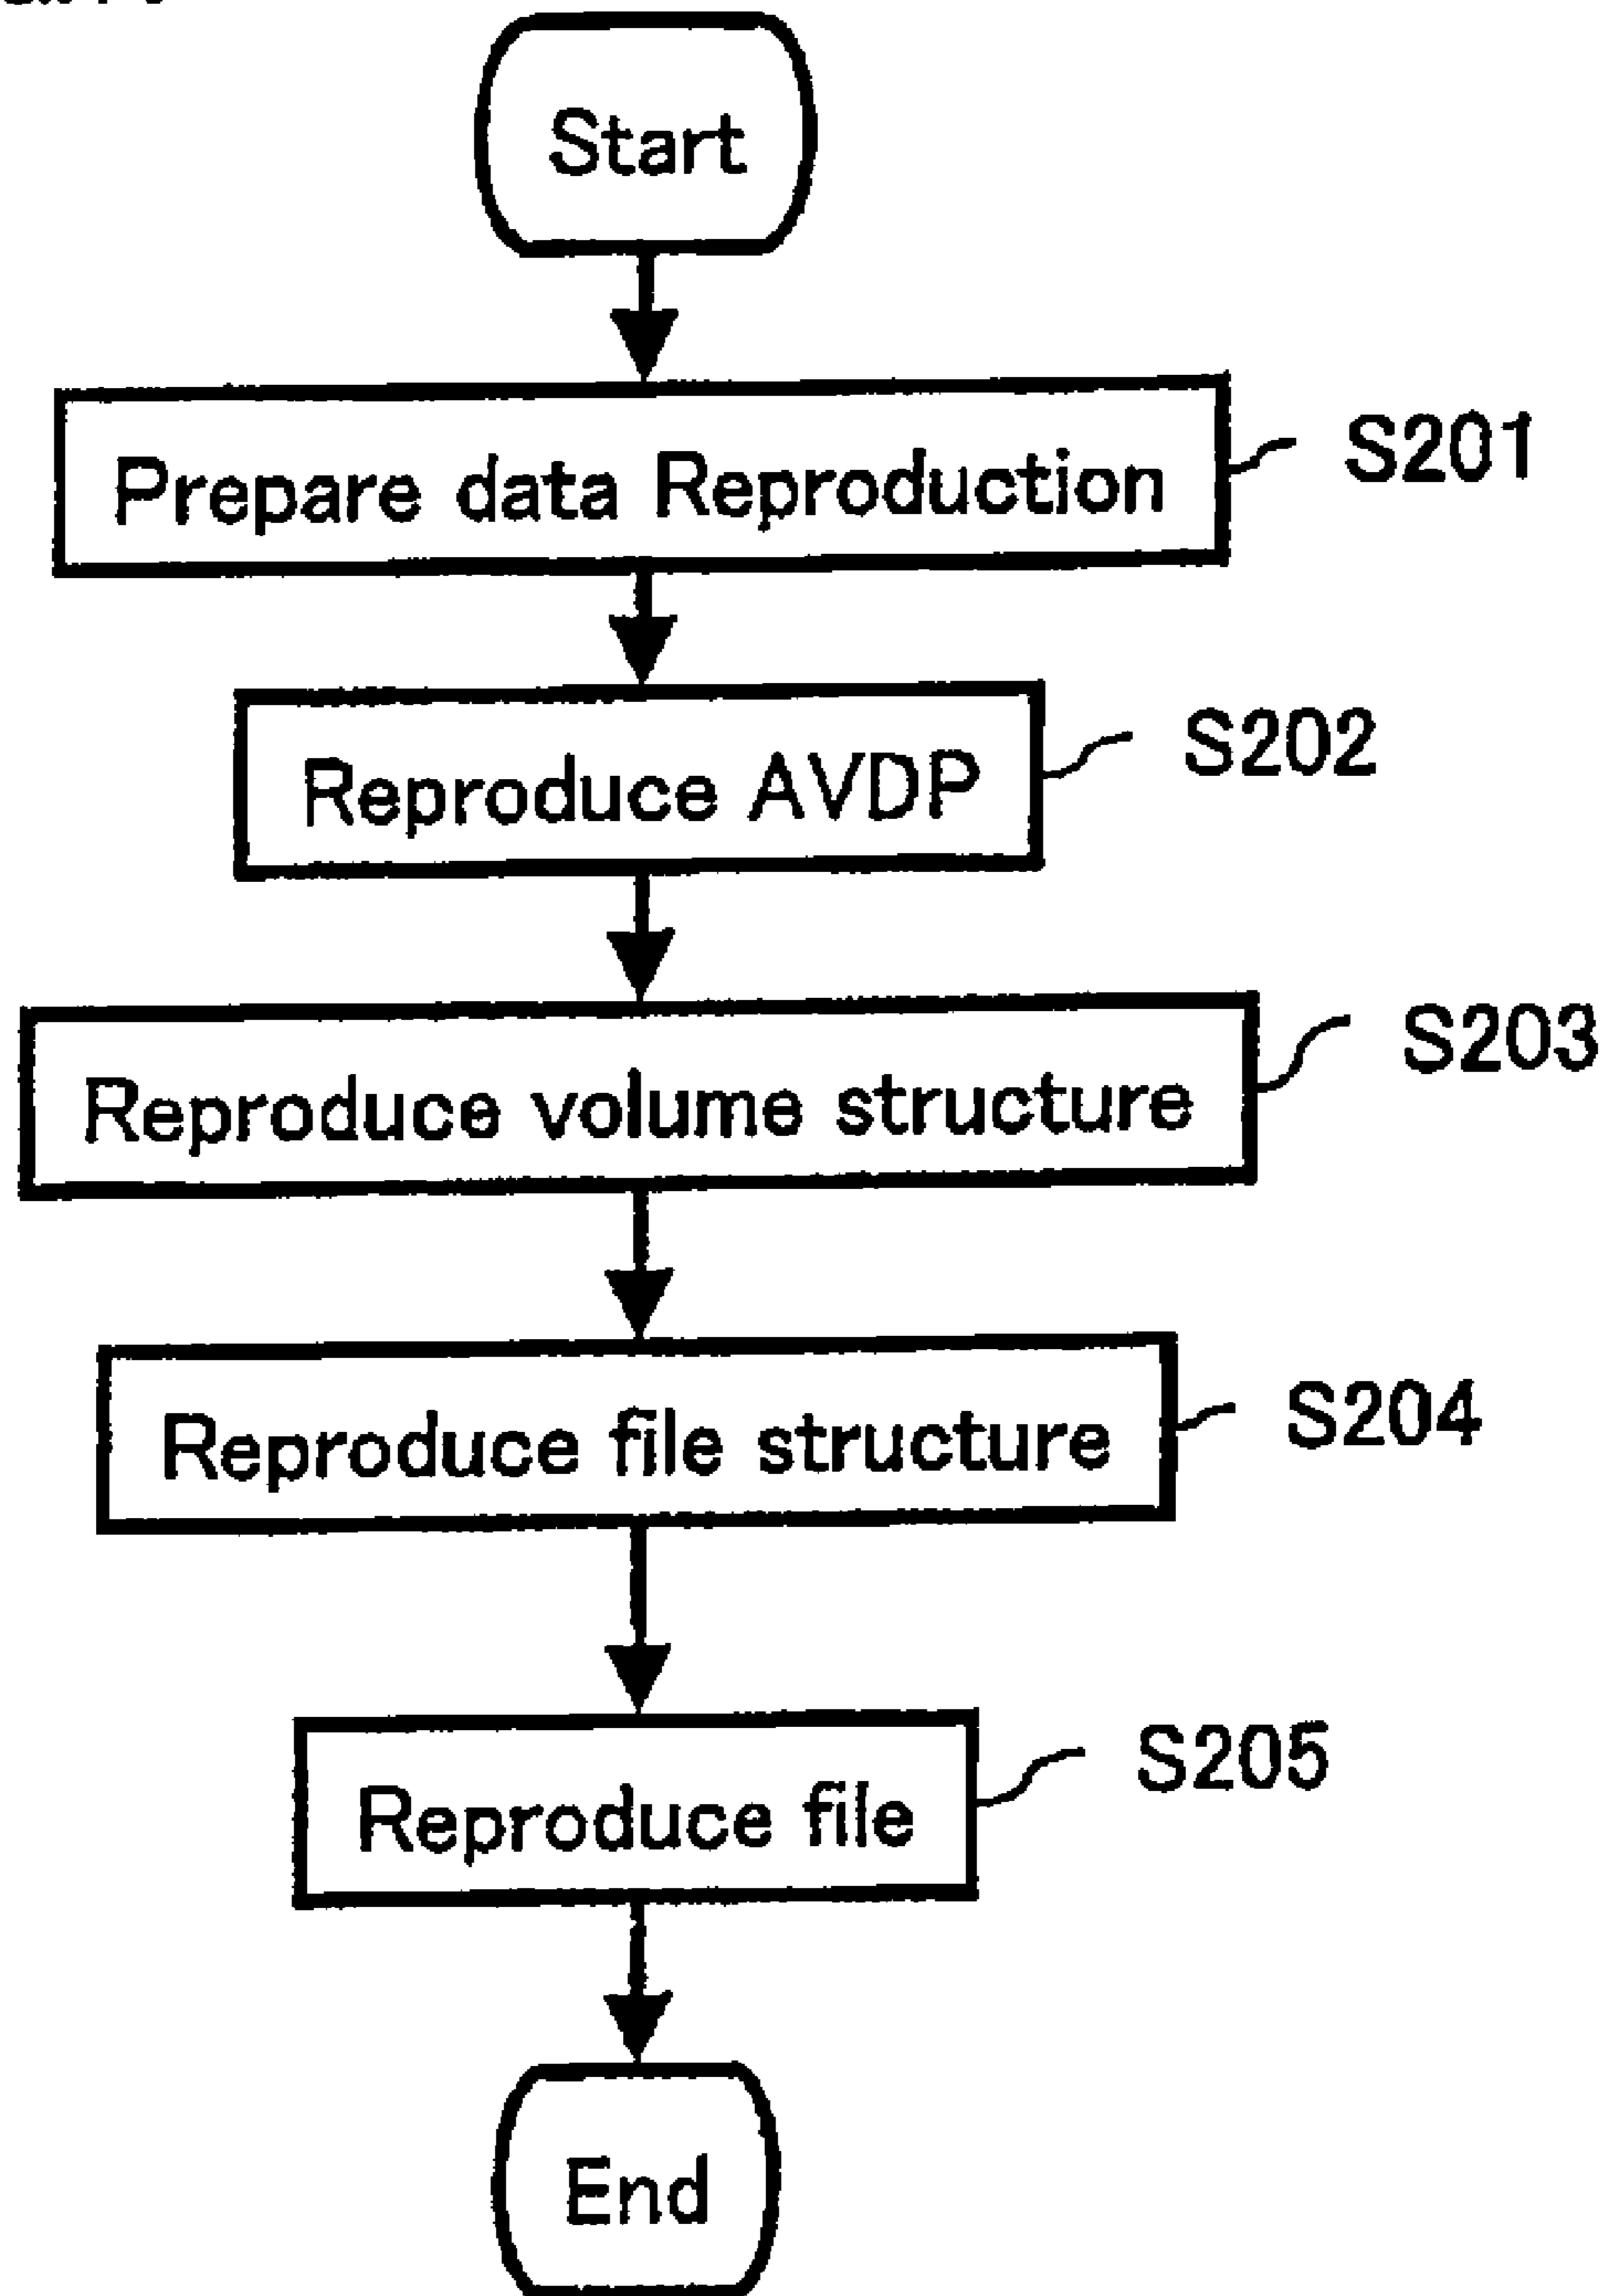 Start
Prepare data Reproduction
S201
Reproduce AVDP
S202
Reproduce volume structure
S203
Reproduce file structure
S204
Reproduce file
S205
End